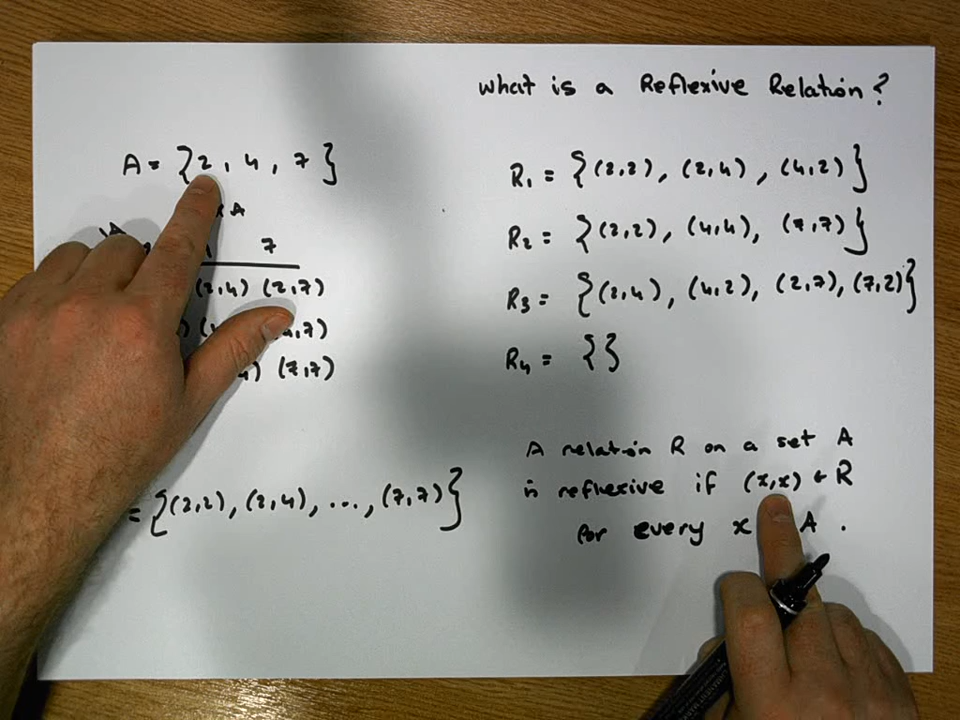 What is a Reflexive Relation?
A = {2, 4, 7}
A
7
(2,4) (2,7)
,7)
) (7,7)
= {(2,2), (2,4), ..., (7,7)}
R1 = {(2,2), (2,4), (4,2)}
R2 = {(2,2), (4,4), (7,7)}
R3 = {(2,4), (4,2), (2,7), (7,2)}
R4 = {}
A relation R on a set A
is reflexive if (x,x) ∈ R
for every x A.